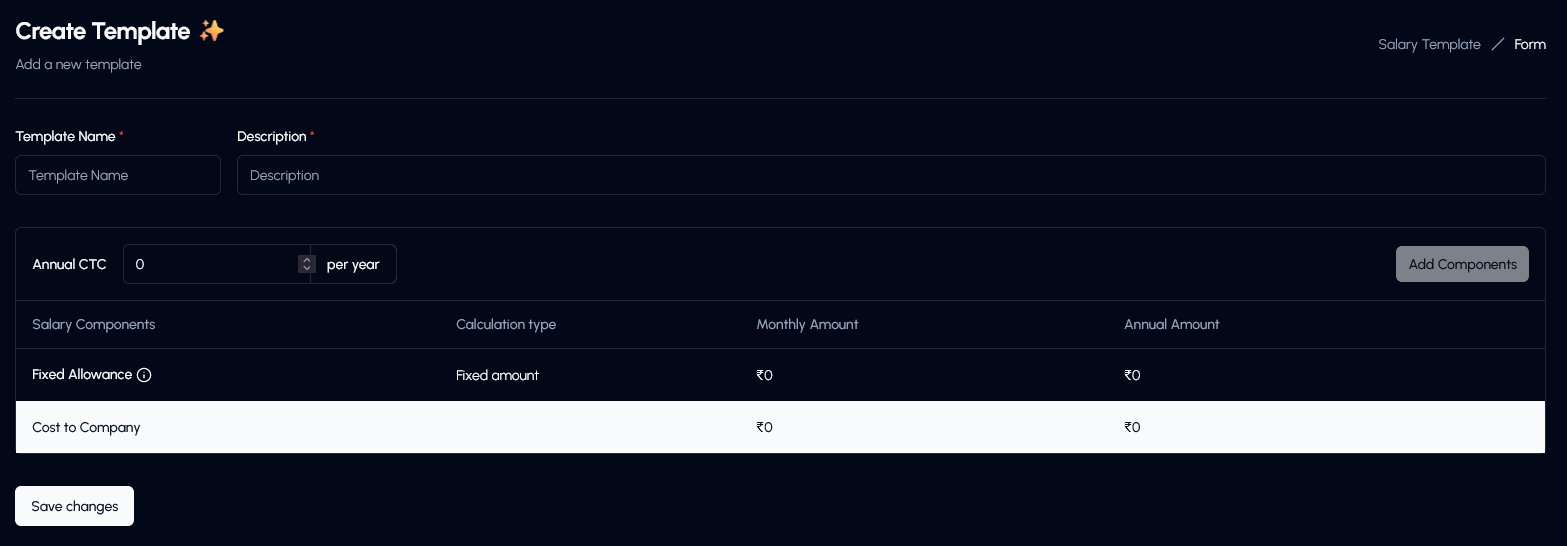 Create Template ✨
Salary Template / Form
Add a new template
Template Name * Description *
Template Name Description
Annual CTC 0 per year Add Components
Salary Components Calculation type Monthly Amount Annual Amount
Fixed Allowance Fixed amount ₹0 ₹0
Cost to Company ₹0 ₹0
Save changes